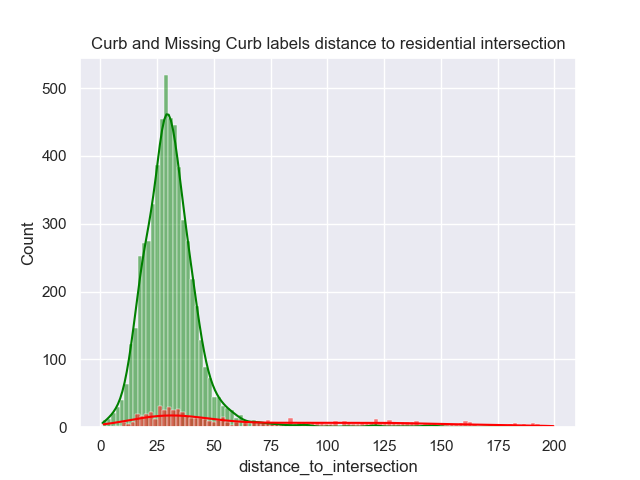 Curb and Missing Curb labels distance to residential intersection
500
400
300
200
100
0
Count
0 25 50 75 100 125 150 175 200
distance_to_intersection